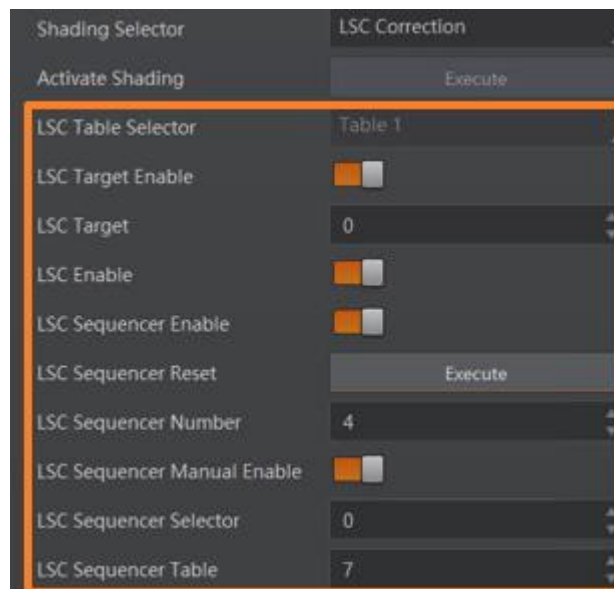 Shading Selector LSC Correction
Activate Shading Execute
LSC Table Selector Table 1
LSC Target Enable
LSC Target 0
LSC Enable
LSC Sequencer Enable
LSC Sequencer Reset Execute
LSC Sequencer Number 4
LSC Sequencer Manual Enable
LSC Sequencer Selector 0
LSC Sequencer Table 7